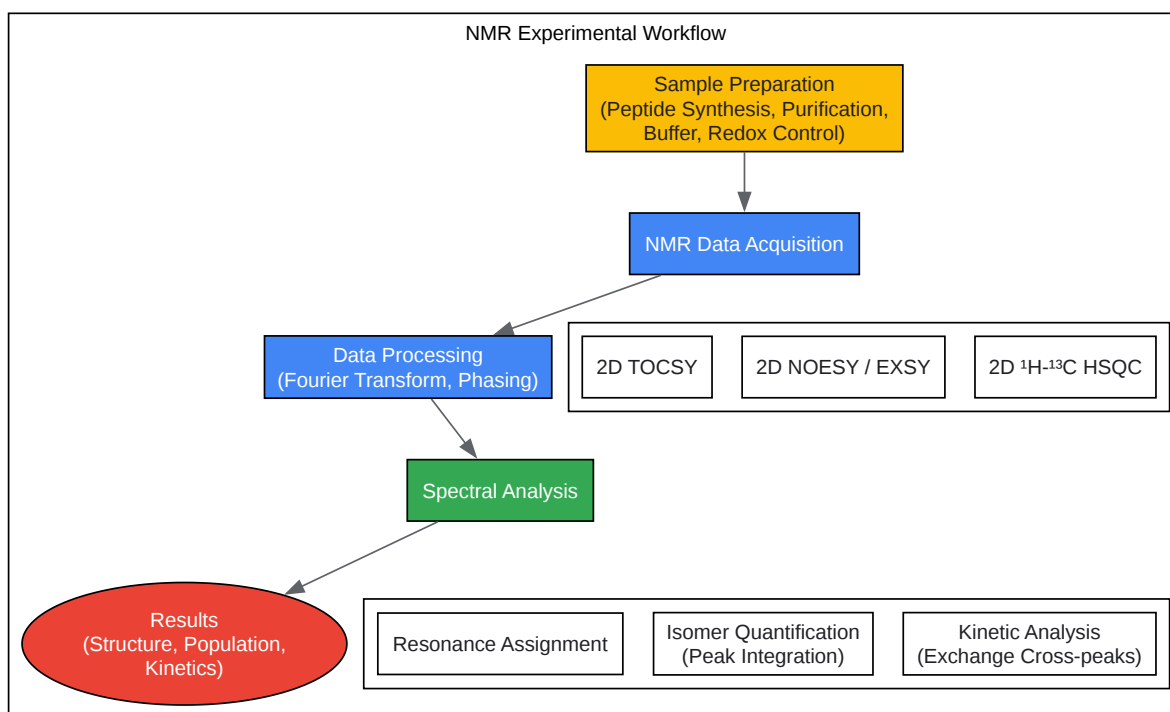 NMR Experimental Workflow
Sample Preparation
(Peptide Synthesis, Purification,
Buffer, Redox Control)
NMR Data Acquisition
Data Processing
(Fourier Transform, Phasing)
2D TOCSY
2D NOESY / EXSY
2D ¹H-¹³C HSQC
Spectral Analysis
Results
(Structure, Population,
Kinetics)
Resonance Assignment
Isomer Quantification
(Peak Integration)
Kinetic Analysis
(Exchange Cross-peaks)